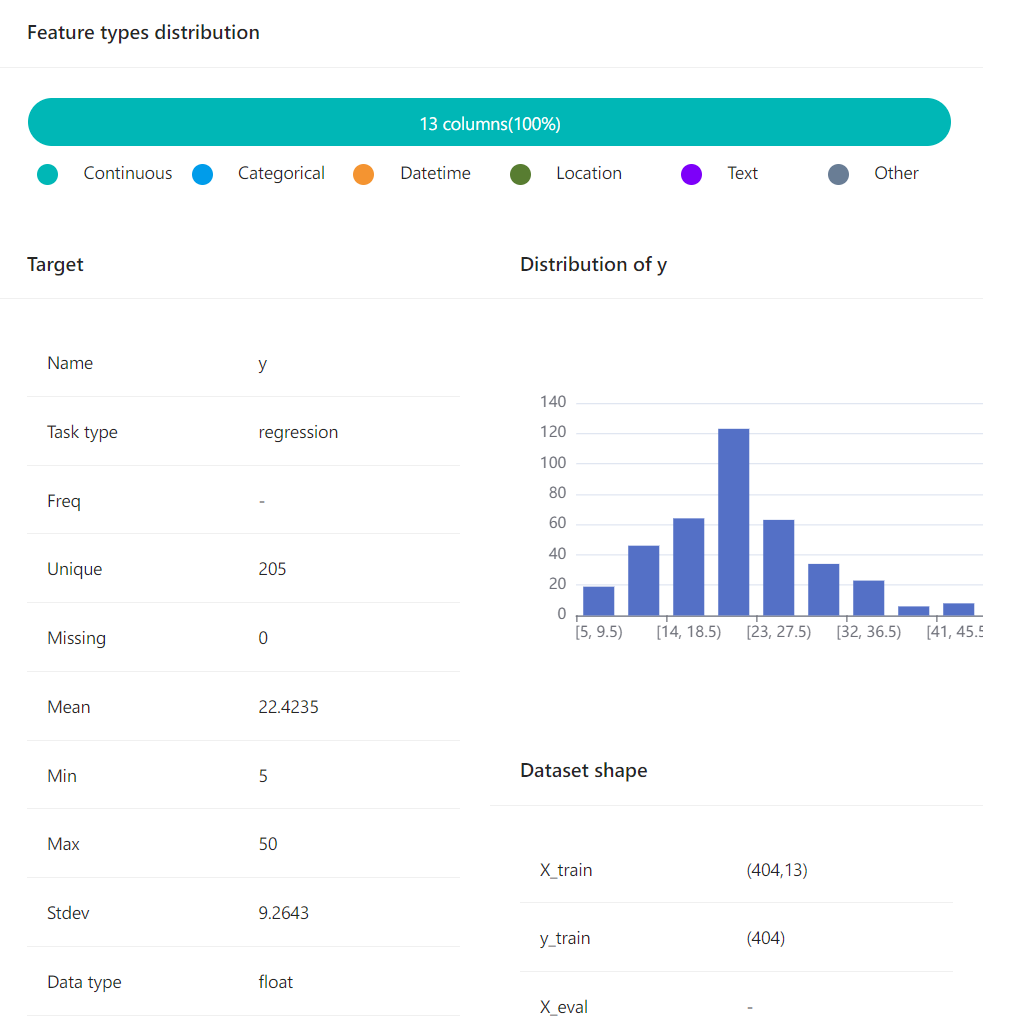 Feature types distribution
13 columns(100%)
Continuous Categorical Datetime Location Text Other
Target
Name y
Task type regression
Freq -
Unique 205
Missing 0
Mean 22.4235
Min 5
Max 50
Stdev 9.2643
Data type float
Distribution of y
140
120
100
80
60
40
20
0
[5, 9.5) [14, 18.5) [23, 27.5) [32, 36.5) [41, 45.5
Dataset shape
X_train (404,13)
y_train (404)
X_eval -